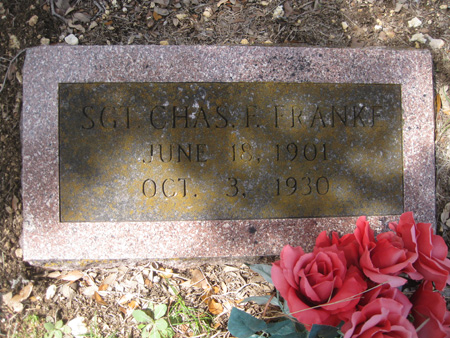 SGT. CHAS. F. FRANKE
JUNE 18, 1901
OCT. 3, 1930